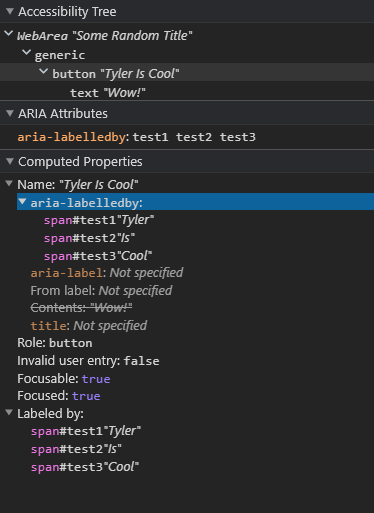 Accessibility Tree
WebArea "Some Random Title"
generic
button "Tyler Is Cool"
text "Wow!"
ARIA Attributes
aria-labelledby: test1 test2 test3
Computed Properties
Name: "Tyler Is Cool"
aria-labelledby:
span#test1"Tyler"
span#test2"Is"
span#test3"Cool"
aria-label: Not specified
From label: Not specified
Contents: "Wow!"
title: Not specified
Role: button
Invalid user entry: false
Focusable: true
Focused: true
Labeled by:
span#test1"Tyler"
span#test2"Is"
span#test3"Cool"